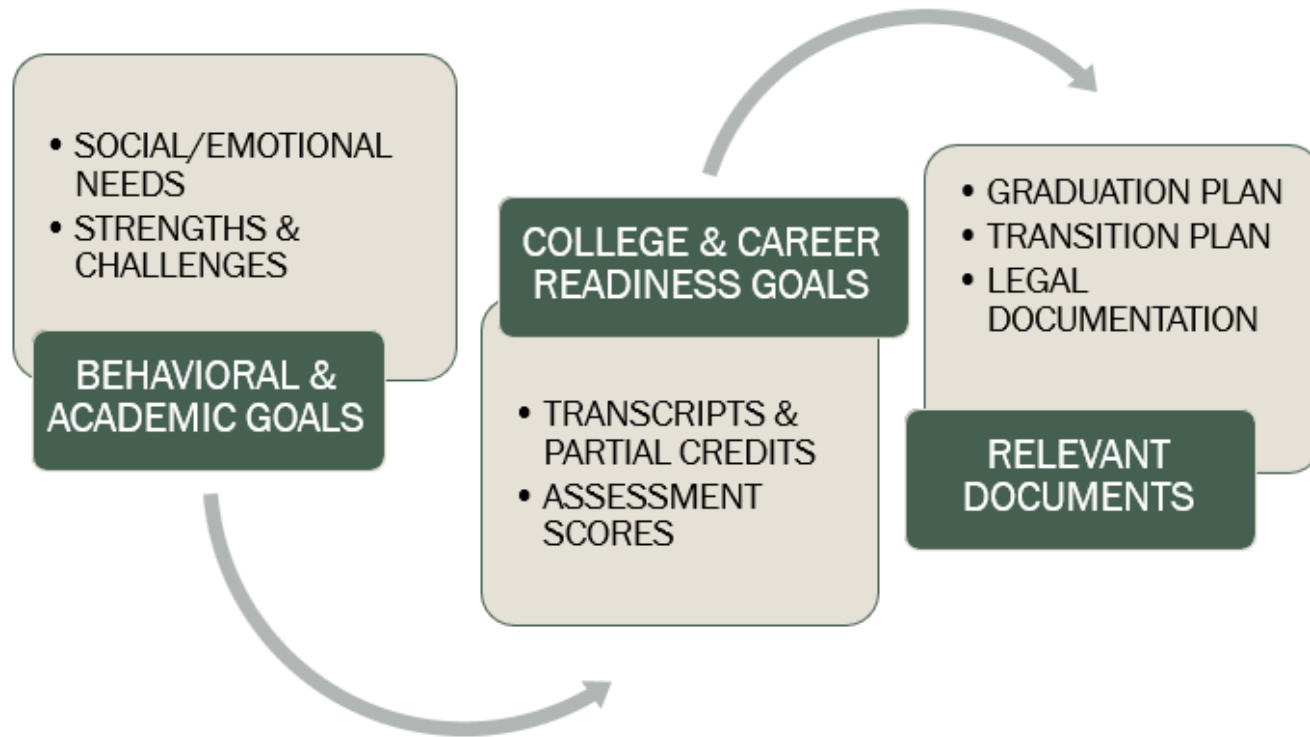 • SOCIAL/EMOTIONAL
NEEDS
• STRENGTHS &
CHALLENGES
BEHAVIORAL &
ACADEMIC GOALS
COLLEGE & CAREER
READINESS GOALS
• TRANSCRIPTS &
PARTIAL CREDITS
• ASSESSMENT
SCORES
• GRADUATION PLAN
• TRANSITION PLAN
• LEGAL
DOCUMENTATION
RELEVANT
DOCUMENTS